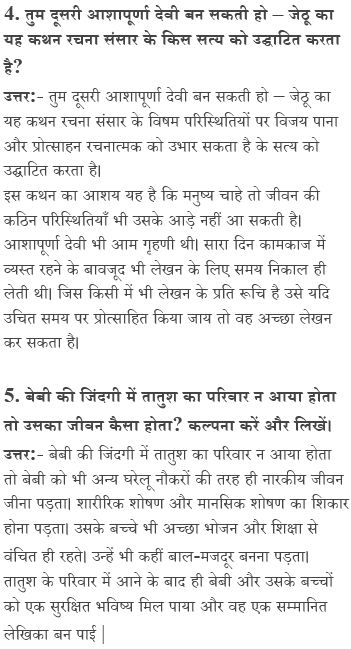 4. तुम दूसरी आशापूर्णा देवी बन सकती हो – जेठू का
यह कथन रचना संसार के किस सत्य को उद्घाटित करता
है?
उत्तर:- तुम दूसरी आशापूर्णा देवी बन सकती हो – जेठू का
यह कथन रचना संसार के विषम परिस्थितियों पर विजय पाना
और प्रोत्साहन रचनात्मक को उभार सकता है के सत्य को
उद्घाटित करता है।
इस कथन का आशय यह है कि मनुष्य चाहे तो जीवन की
कठिन परिस्थितियाँ भी उसके आड़े नहीं आ सकती है।
आशापूर्णा देवी भी आम गृहणी थी। सारा दिन कामकाज में
व्यस्त रहने के बावजूद भी लेखन के लिए समय निकाल ही
लेती थी। जिस किसी में भी लेखन के प्रति रूचि है उसे यदि
उचित समय पर प्रोत्साहित किया जाय तो वह अच्छा लेखन
कर सकता है।
5. बेबी की जिंदगी में तातुश का परिवार न आया होता
तो उसका जीवन कैसा होता? कल्पना करें और लिखें।
उत्तर:- बेबी की जिंदगी में तातुश का परिवार न आया होता
तो बेबी को भी अन्य घरेलू नौकरों की तरह ही नारकीय जीवन
जीना पड़ता। शारीरिक शोषण और मानसिक शोषण का शिकार
होना पड़ता। उसके बच्चे भी अच्छा भोजन और शिक्षा से
वंचित ही रहते। उन्हें भी कहीं बाल-मजदूर बनना पड़ता।
तातुश के परिवार में आने के बाद ही बेबी और उसके बच्चों
को एक सुरक्षित भविष्य मिल पाया और वह एक सम्मानित
लेखिका बन पाई |